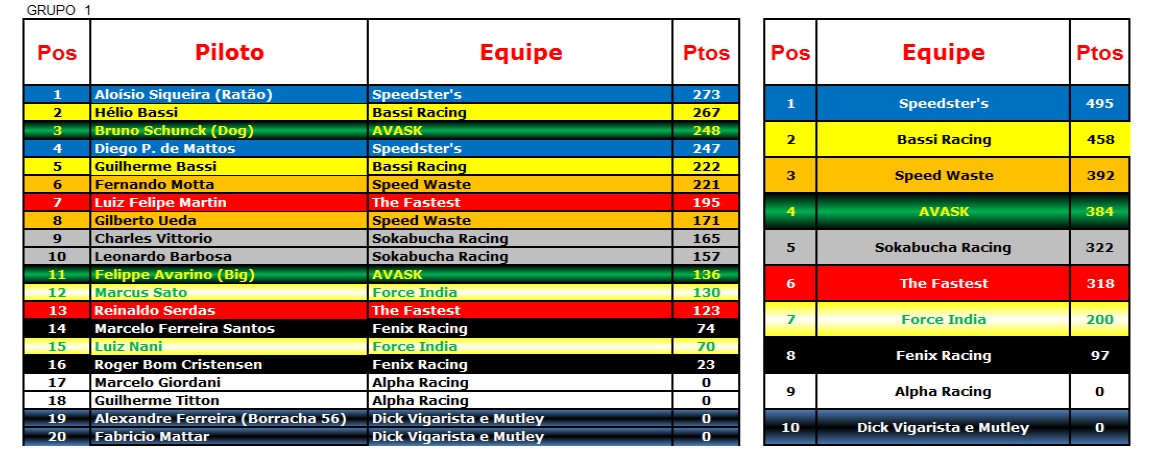 GRUPO 1
Pos Piloto Equipe Ptos
1 Aloísio Siqueira (Ratão) Speedster's 273
2 Hélio Bassi Bassi Racing 267
3 Bruno Schunck (Dog) AVASK 248
4 Diego P. de Mattos Speedster's 247
5 Guilherme Bassi Bassi Racing 222
6 Fernando Motta Speed Waste 221
7 Luiz Felipe Martin The Fastest 195
8 Gilberto Ueda Speed Waste 171
9 Charles Vittorio Sokabucha Racing 165
10 Leonardo Barbosa Sokabucha Racing 157
11 Felippe Avarino (Big) AVASK 136
12 Marcus Sato Force India 130
13 Reinaldo Serdas The Fastest 123
14 Marcelo Ferreira Santos Fenix Racing 74
15 Luiz Nani Force India 70
16 Roger Bom Cristensen Fenix Racing 23
17 Marcelo Giordani Alpha Racing 0
18 Guilherme Titton Alpha Racing 0
19 Alexandre Ferreira (Borracha 56) Dick Vigarista e Mutley 0
20 Fabricio Mattar Dick Vigarista e Mutley 0
Pos Equipe Ptos
1 Speedster's 495
2 Bassi Racing 458
3 Speed Waste 392
4 AVASK 384
5 Sokabucha Racing 322
6 The Fastest 318
7 Force India 200
8 Fenix Racing 97
9 Alpha Racing 0
10 Dick Vigarista e Mutley 0